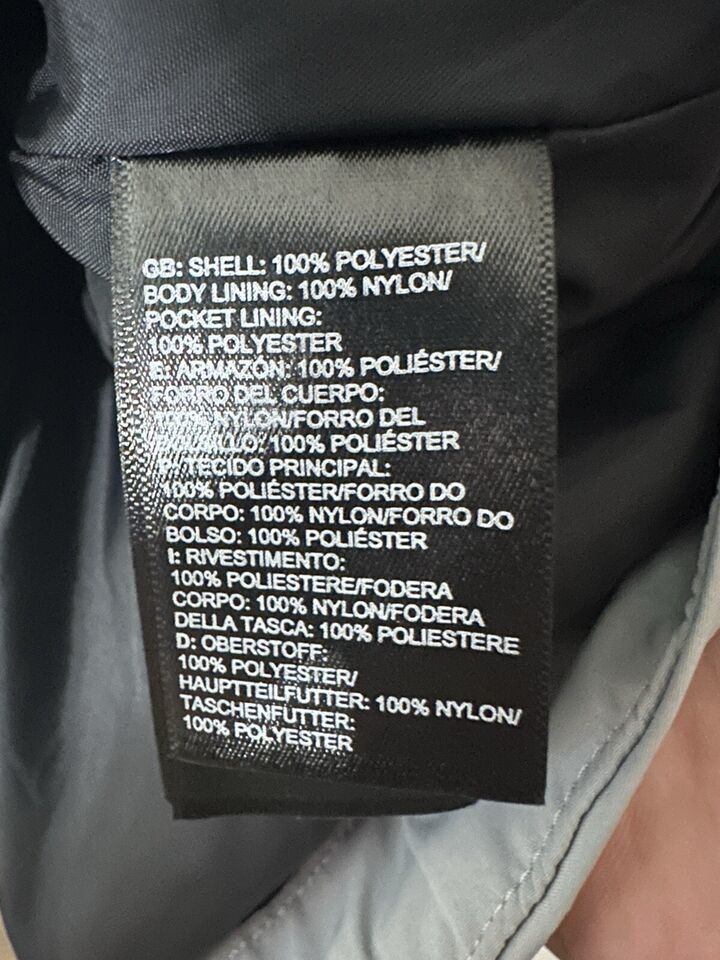 GB: SHELL: 100% POLYESTER/
BODY LINING: 100% NYLON/
POCKET LINING:
100% POLYESTER
E: ARMAZÓN: 100% POLIÉSTER/
FORRO DEL CUERPO:
100% NYLON/FORRO DEL
BOLSILLO: 100% POLIÉSTER
P: TECIDO PRINCIPAL:
100% POLIÉSTER/FORRO DO
CORPO: 100% NYLON/FORRO DO
BOLSO: 100% POLIÉSTER
I: RIVESTIMENTO:
100% POLIESTERE/FODERA
CORPO: 100% NYLON/FODERA
DELLA TASCA: 100% POLIESTERE
D: OBERSTOFF:
100% POLYESTER/
HAUPTTEILFUTTER: 100% NYLON/
TASCHENFUTTER:
100% POLYESTER